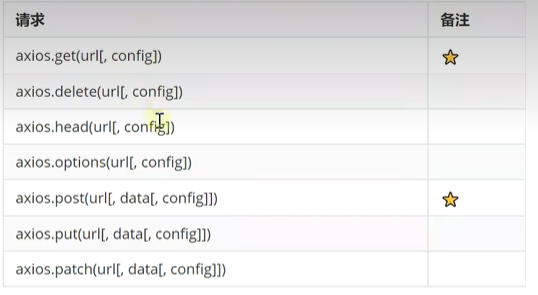 请求 备注
axios.get(url[, config]) ⭐
axios.delete(url[, config])
axios.head(url[, config])
axios.options(url[, config])
axios.post(url[, data[, config]]) ⭐
axios.put(url[, data[, config]])
axios.patch(url[, data[, config]])